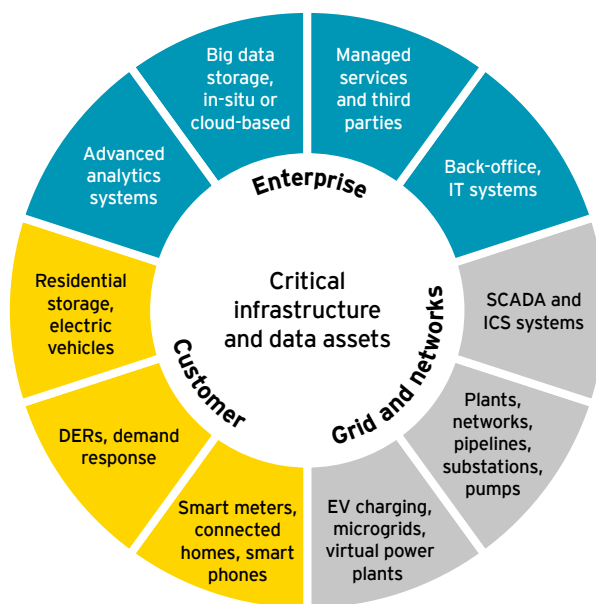 Big data
storage,
in-situ or
cloud-based
Managed
services
and third
parties
Advanced
analytics
systems
Back-office,
IT systems
Enterprise
Residential
storage,
electric
vehicles
Critical
infrastructure
and data assets
SCADA and
ICS systems
Customer
Grid and networks
DERs, demand
response
Plants,
networks,
pipelines,
substations,
pumps
Smart meters,
connected
homes, smart
phones
EV charging,
microgrids,
virtual power
plants